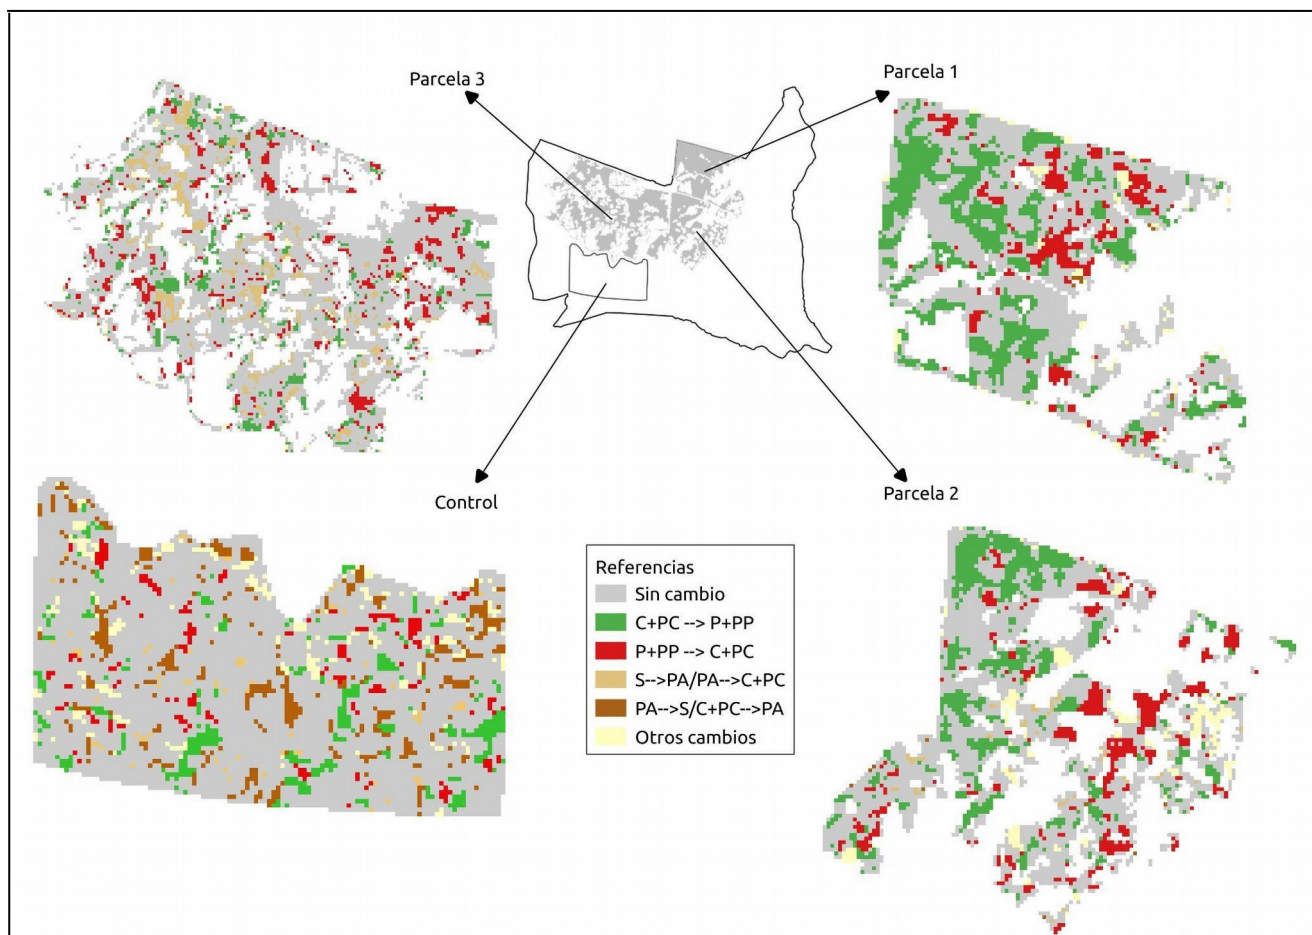 Parcela 3
Parcela 1
Control
Parcela 2
Referencias
Sin cambio
C+PC --> P+PP
P+PP --> C+PC
S-->PA/PA-->C+PC
PA-->S/C+PC-->PA
Otros cambios